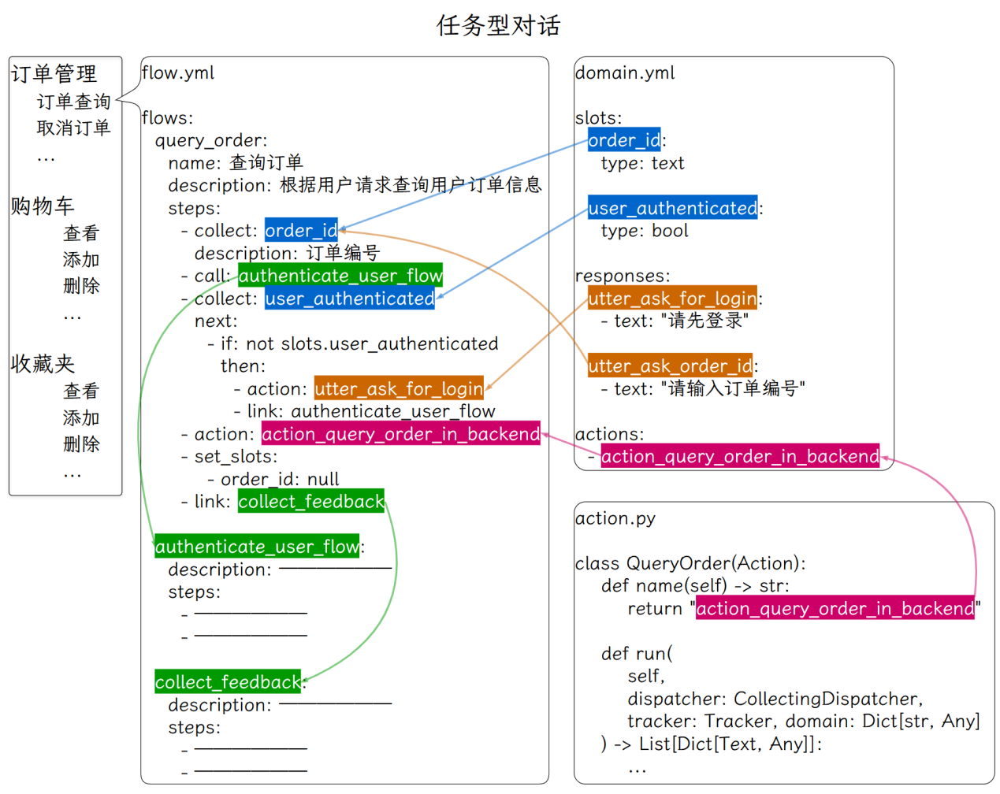 任务型对话
订单管理
订单查询
取消订单
...
购物车
查看
添加
删除
...
收藏夹
查看
添加
删除
...
flow.yml
flows:
query_order:
name: 查询订单
description: 根据用户请求查询用户订单信息
steps:
- collect: order_id
description: 订单编号
- call: authenticate_user_flow
- collect: user_authenticated
next:
- if: not slots.user_authenticated
then:
- action: utter_ask_for_login
- link: authenticate_user_flow
- action: action_query_order_in_backend
- set_slots:
- order_id: null
- link: collect_feedback
authenticate_user_flow:
description: ——————
steps:
- ——————
- ——————
collect_feedback:
description: ——————
steps:
- ——————
- ——————
domain.yml
slots:
order_id:
type: text
user_authenticated:
type: bool
responses:
utter_ask_for_login:
- text: "请先登录"
utter_ask_order_id:
- text: "请输入订单编号"
actions:
- action_query_order_in_backend
action.py
class QueryOrder(Action):
def name(self) -> str:
return "action_query_order_in_backend"
def run(
self,
dispatcher: CollectingDispatcher,
tracker: Tracker, domain: Dict[str, Any]
) -> List[Dict[Text, Any]]:
...